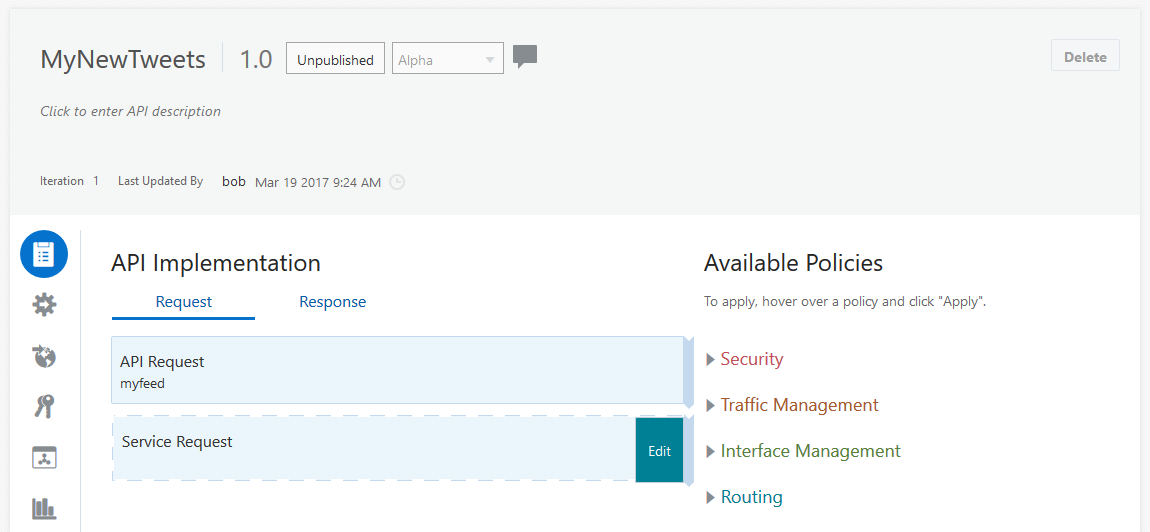 MyNewTweets 1.0 Unpublished Alpha Delete
Click to enter API description
Iteration 1 Last Updated By bob Mar 19 2017 9:24 AM
API Implementation
Request Response
API Request
myfeed
Service Request
Edit
Available Policies
To apply, hover over a policy and click "Apply".
Security
Traffic Management
Interface Management
Routing